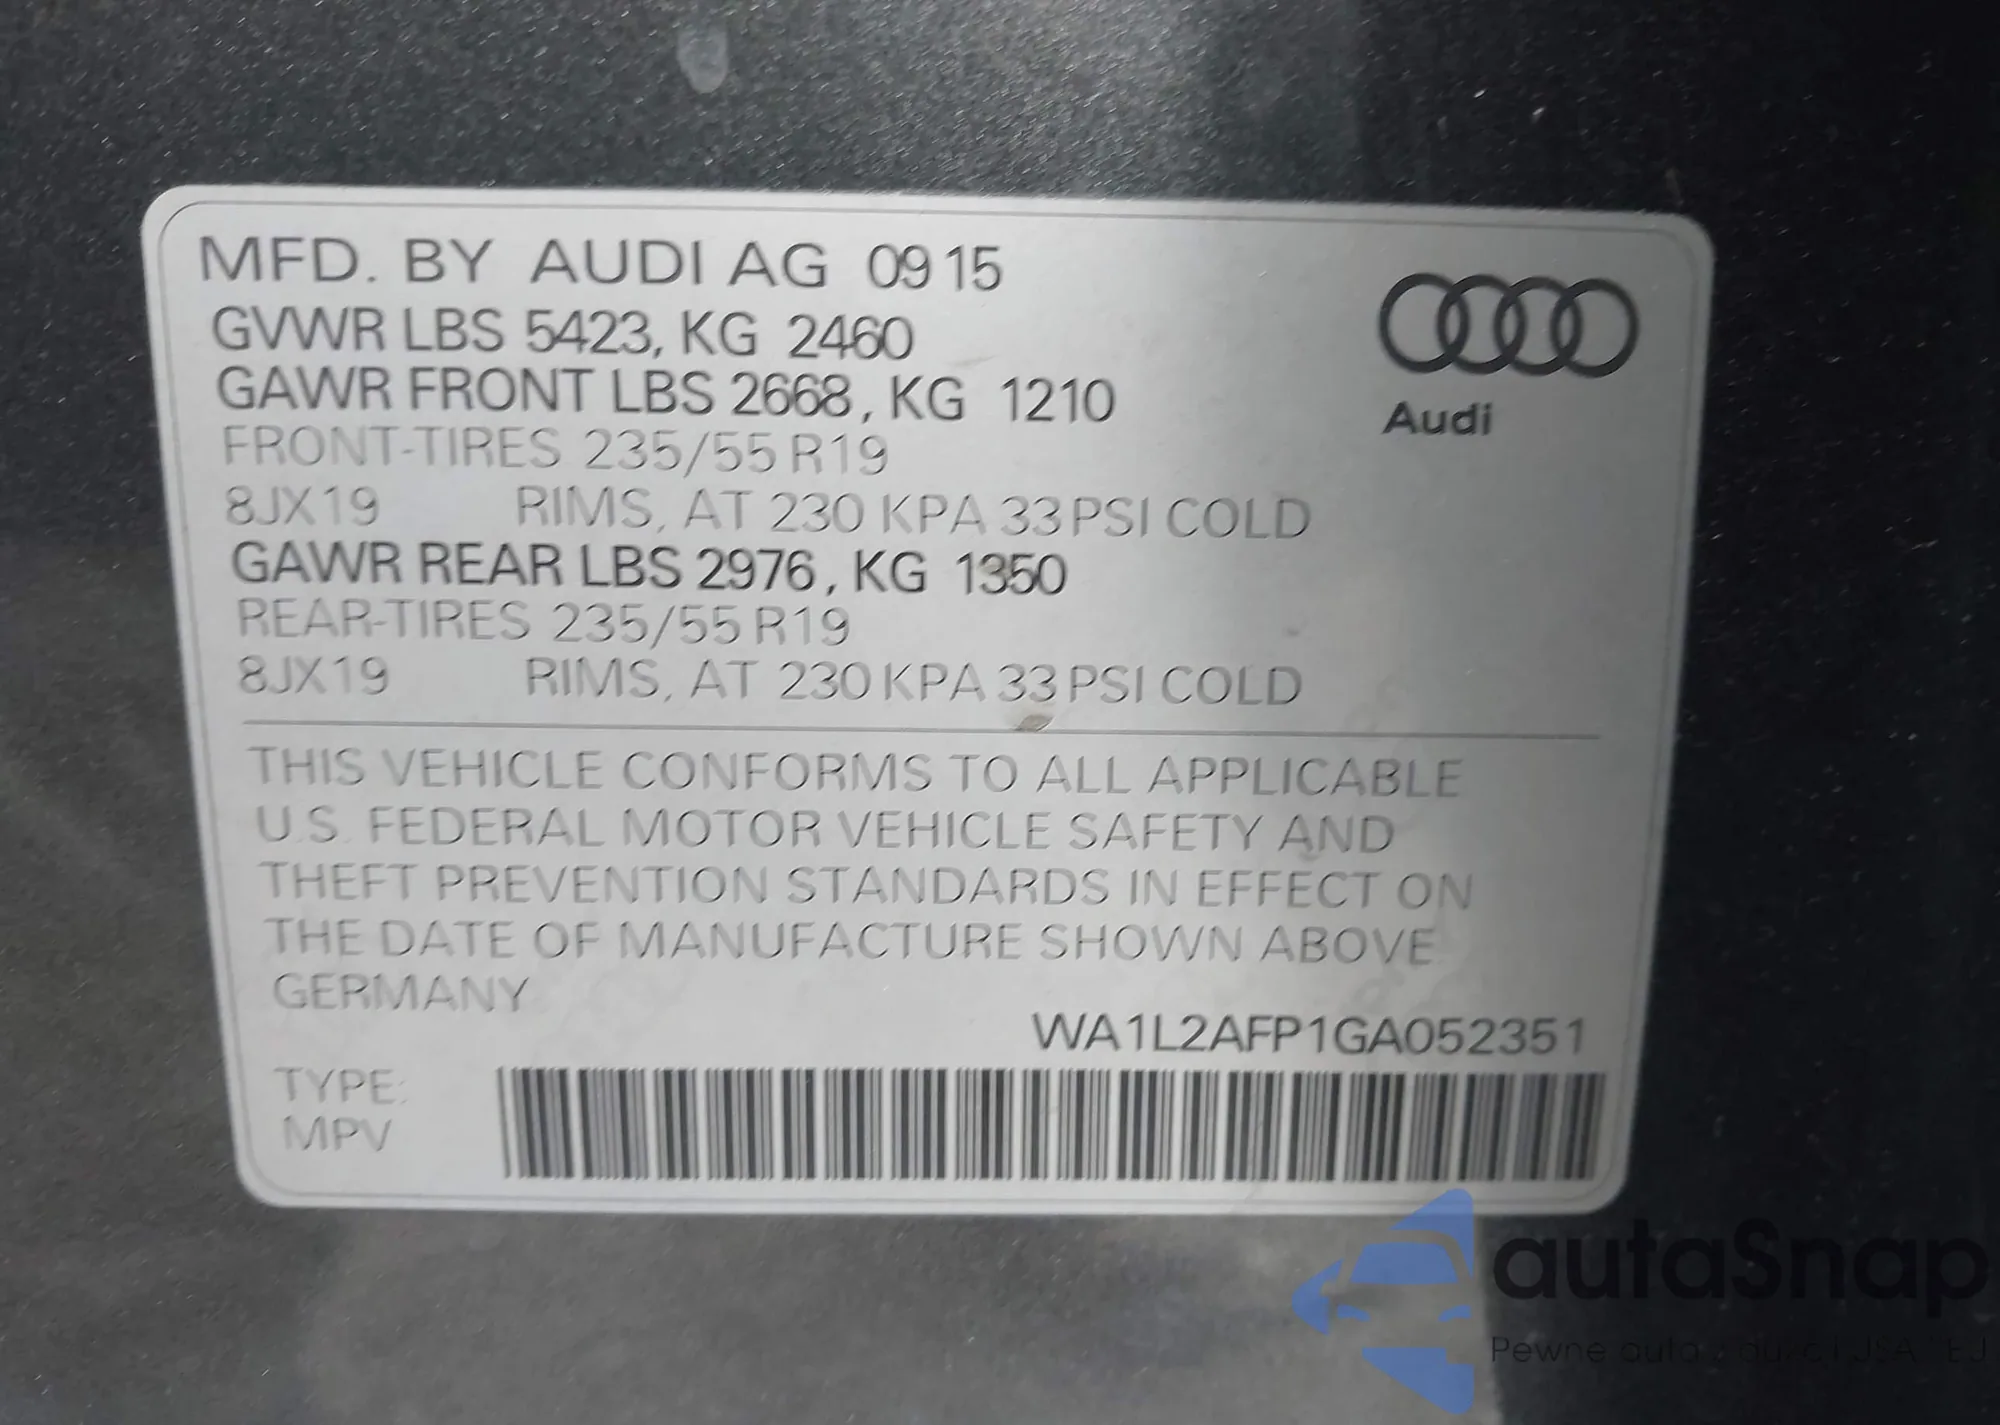 MFD. BY AUDI AG 09 15
GVWR LBS 5423, KG 2460
GAWR FRONT LBS 2668, KG 1210
FRONT-TIRES 235/55 R19
8JX19 RIMS, AT 230 KPA 33 PSI COLD
GAWR REAR LBS 2976, KG 1350
REAR-TIRES 235/55 R19
8JX19 RIMS, AT 230 KPA 33 PSI COLD
Audi
THIS VEHICLE CONFORMS TO ALL APPLICABLE
U.S. FEDERAL MOTOR VEHICLE SAFETY AND
THEFT PREVENTION STANDARDS IN EFFECT ON
THE DATE OF MANUFACTURE SHOWN ABOVE
GERMANY
WA1L2AFP1GA052351
TYPE:
MPV
autaSnap
Pewne auta